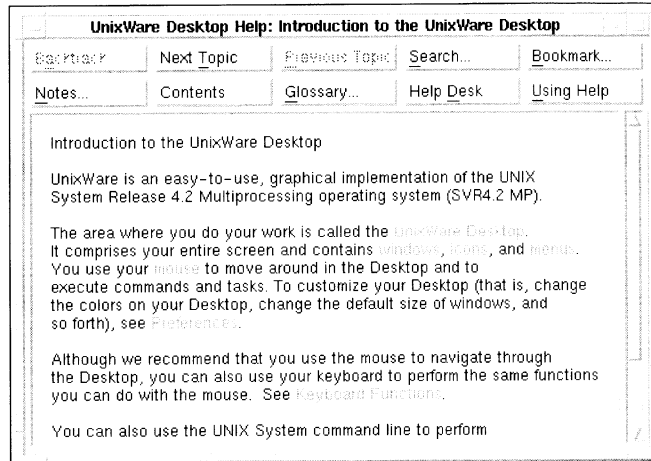 UnixWare Desktop Help: Introduction to the UnixWare Desktop
Backtrack Next Topic Previous Topic Search... Bookmark...
Notes... Contents Glossary... Help Desk Using Help
Introduction to the UnixWare Desktop
UnixWare is an easy-to-use, graphical implementation of the UNIX
System Release 4.2 Multiprocessing operating system (SVR4.2 MP).
The area where you do your work is called the UnixWare Desktop.
It comprises your entire screen and contains windows, icons, and menus.
You use your mouse to move around in the Desktop and to
execute commands and tasks. To customize your Desktop (that is, change
the colors on your Desktop, change the default size of windows, and
so forth), see Preferences.
Although we recommend that you use the mouse to navigate through
the Desktop, you can also use your keyboard to perform the same functions
you can do with the mouse. See Keyboard Functions.
You can also use the UNIX System command line to perform